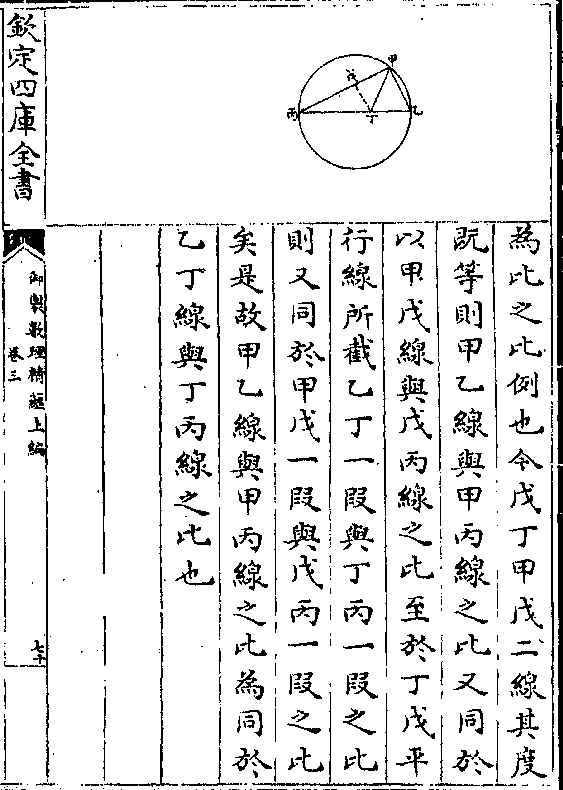 為此之比例也今戊丁甲戊二線其度
既等則甲乙線與甲丙線之比又同於
以甲戊線與戊丙線之比至於丁戊平
行線所截乙丁一段與丁丙一段之比
則又同於甲戊一段與戊丙一段之比
矣是故甲乙線與甲丙線之比為同於
乙丁線與丁丙線之比也
欽定四庫全書
御製數理精蘊上編
卷三
七十
甲
戊
丙
丁
乙